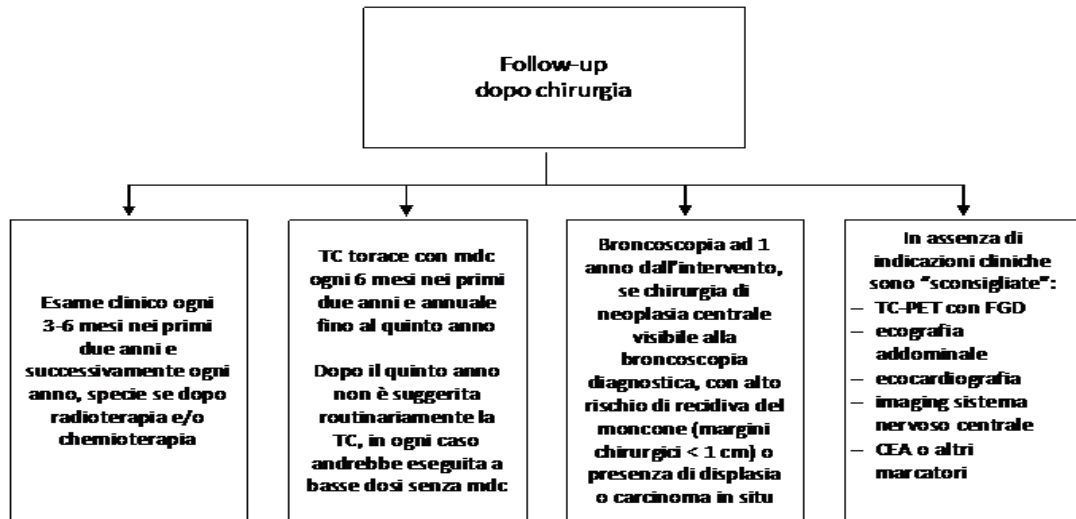 Follow-up
dopo chirurgia
Esame clinico ogni
3-6 mesi nei primi
due anni e
successivamente ogni
anno, specie se dopo
radioterapia e/o
chemioterapia
TC torace con mdc
ogni 6 mesi nei primi
due anni e annuale
fino al quinto anno
Dopo il quinto anno
non è suggerita
routinariamente la
TC, in ogni caso
andrebbe eseguita a
basse dosi senza mdc
Broncoscopia ad 1
anno dall'intervento,
se chirurgia di
neoplasia centrale
visibile alla
broncoscopia
diagnostica, con alto
rischio di recidiva del
moncone (margini
chirurgici < 1 cm) o
presenza di displasia
o carcinoma in situ
In assenza di
indicazioni cliniche
sono "sconsigliate":
– TC-PET con FGD
– ecografia
addominale
– ecocardiografia
– imaging sistema
nervoso centrale
– CEA o altri
marcatori